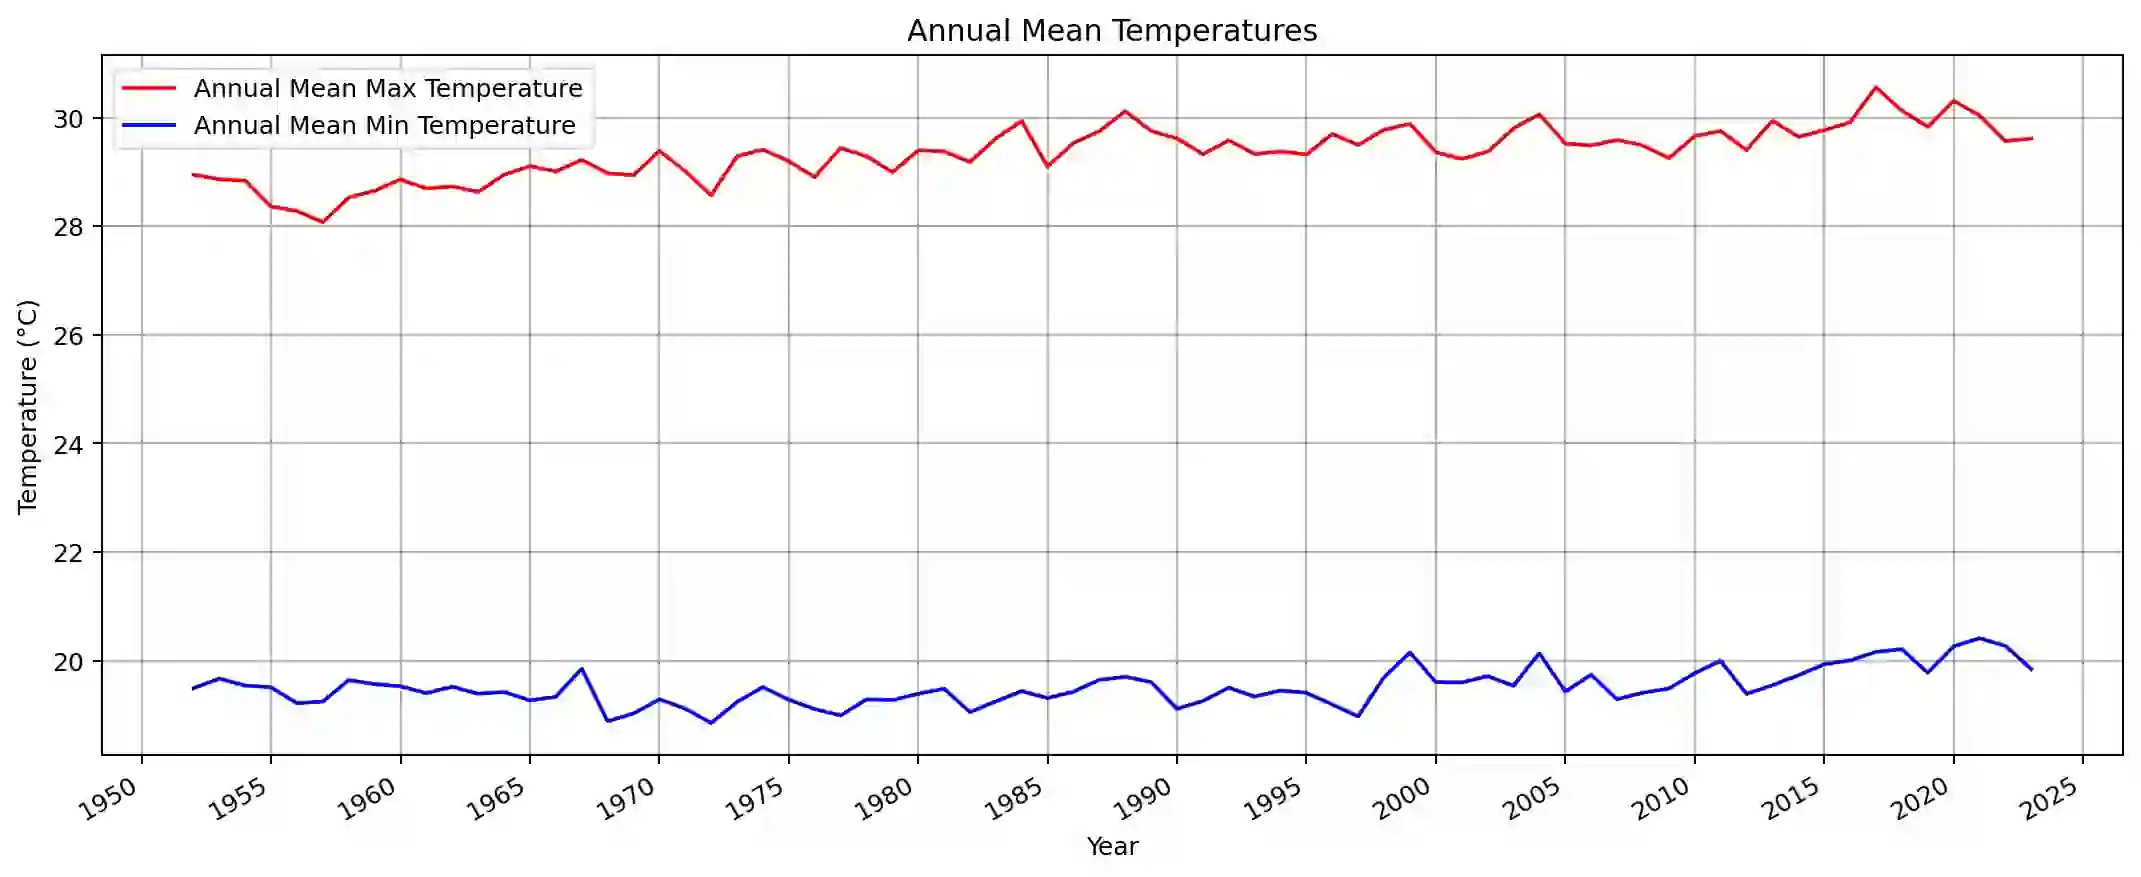 Annual Mean Temperatures
Annual Mean Max Temperature
Annual Mean Min Temperature
Temperature (°C)
30
28
26
24
22
20
1950 1955 1960 1965 1970 1975 1980 1985 1990 1995 2000 2005 2010 2015 2020 2025
Year